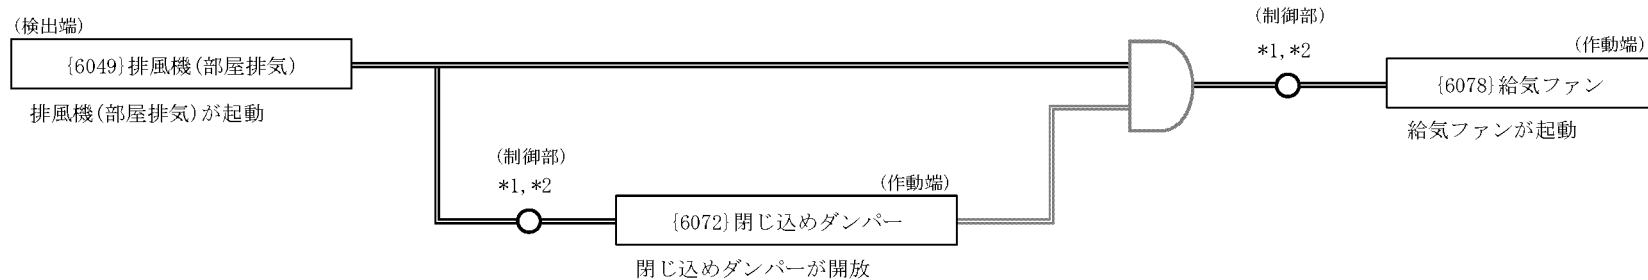 (検出端)
{6049}排風機(部屋排気)
排風機(部屋排気)が起動
(制御部)
*1,*2
(作動端)
{6072}閉じ込めダンパー
閉じ込めダンパーが開放
(制御部)
*1,*2
(作動端)
{6078}給気ファン
給気ファンが起動